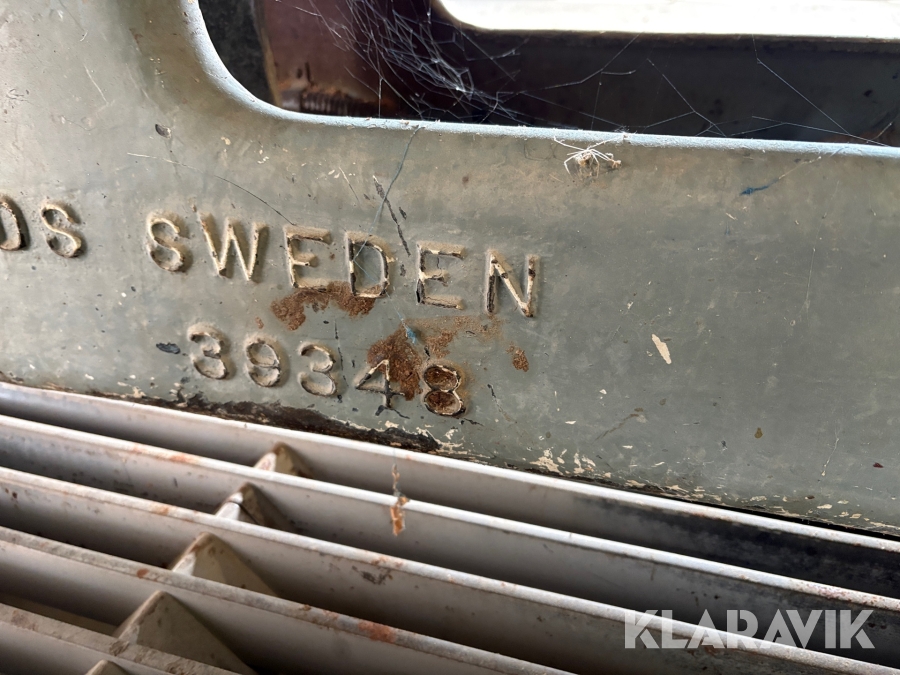 OS SWEDEN
39348
KLARAVIK